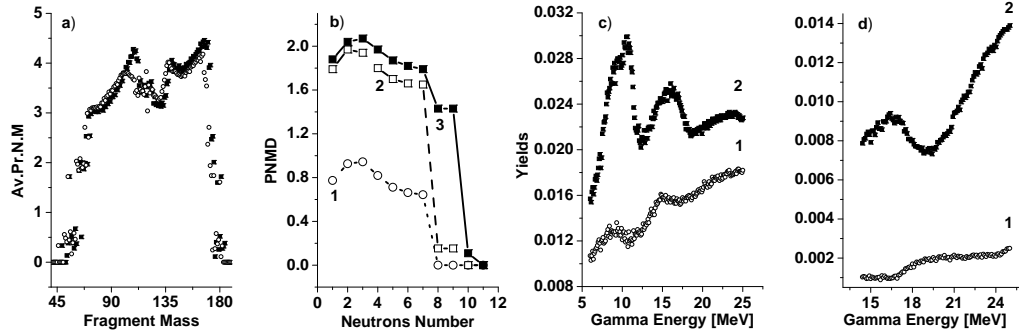 a)
5
4
3
2
1
0
Av.Pr.N.M
45 90 135 180
Fragment Mass
b)
2.0
1.6
1.2
0.8
0.4
0.0
PNMD
1
2
3
0 2 4 6 8 10 12
Neutrons Number
c)
0.032
0.028
0.024
0.020
0.016
0.012
0.008
Yields
2
1
5 10 15 20 25
Gamma Energy [MeV]
d)
0.014
0.012
0.010
0.008
0.006
0.004
0.002
2
1
15 18 21 24
Gamma Energy [MeV]